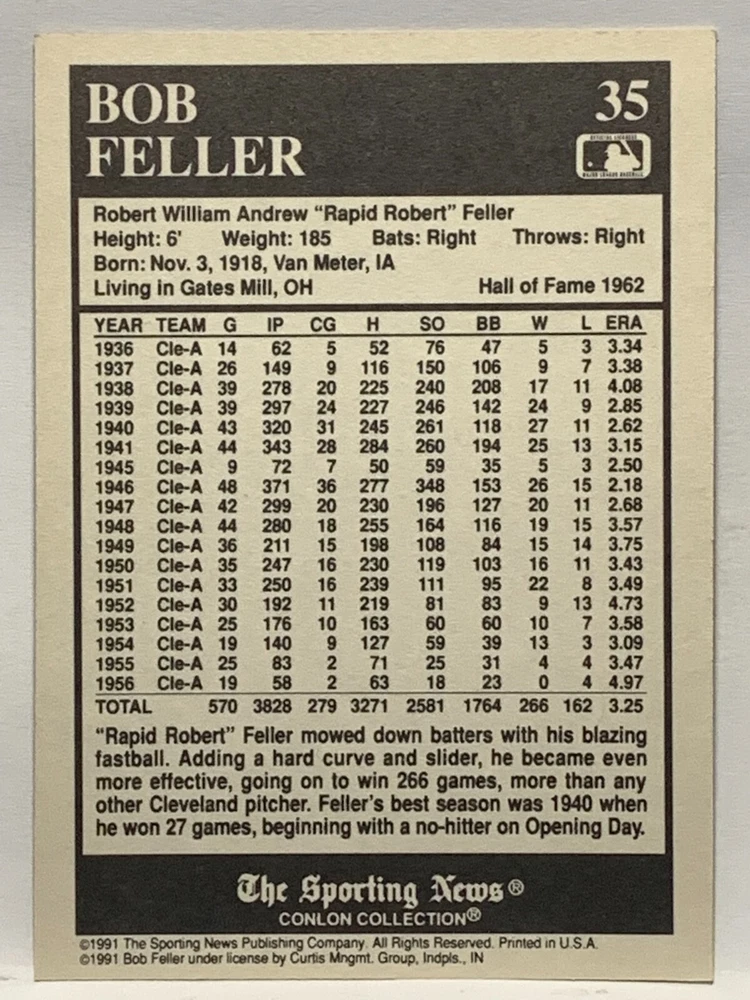 BOB 35
FELLER
Robert William Andrew "Rapid Robert" Feller
Height: 6' Weight: 185 Bats: Right Throws: Right
Born: Nov. 3, 1918, Van Meter, IA
Living in Gates Mill, OH Hall of Fame 1962
YEAR TEAM G IP CG H SO BB W L ERA
1936 Cle-A 14 62 5 52 76 47 5 3 3.34
1937 Cle-A 26 149 9 116 150 106 9 7 3.38
1938 Cle-A 39 278 20 225 240 208 17 11 4.08
1939 Cle-A 39 297 24 227 246 142 24 9 2.85
1940 Cle-A 43 320 31 245 261 118 27 11 2.62
1941 Cle-A 44 343 28 284 260 194 25 13 3.15
1945 Cle-A 9 72 7 50 59 35 5 3 2.50
1946 Cle-A 48 371 36 277 348 153 26 15 2.18
1947 Cle-A 42 299 20 230 196 127 20 11 2.68
1948 Cle-A 44 280 18 255 164 116 19 15 3.57
1949 Cle-A 36 211 15 198 108 84 15 14 3.75
1950 Cle-A 35 247 16 230 119 103 16 11 3.43
1951 Cle-A 33 250 16 239 111 95 22 8 3.49
1952 Cle-A 30 192 11 219 81 83 9 13 4.73
1953 Cle-A 25 176 10 163 60 60 10 7 3.58
1954 Cle-A 19 140 9 127 59 39 13 3 3.09
1955 Cle-A 25 83 2 71 25 31 4 4 3.47
1956 Cle-A 19 58 2 63 18 23 0 4 4.97
TOTAL 570 3828 279 3271 2581 1764 266 162 3.25
"Rapid Robert" Feller mowed down batters with his blazing
fastball. Adding a hard curve and slider, he became even
more effective, going on to win 266 games, more than any
other Cleveland pitcher. Feller's best season was 1940 when
he won 27 games, beginning with a no-hitter on Opening Day.
The Sporting News®
CONLON COLLECTION®
©1991 The Sporting News Publishing Company. All Rights Reserved. Printed in U.S.A.
©1991 Bob Feller under license by Curtis Mngmt. Group, Indpls., IN